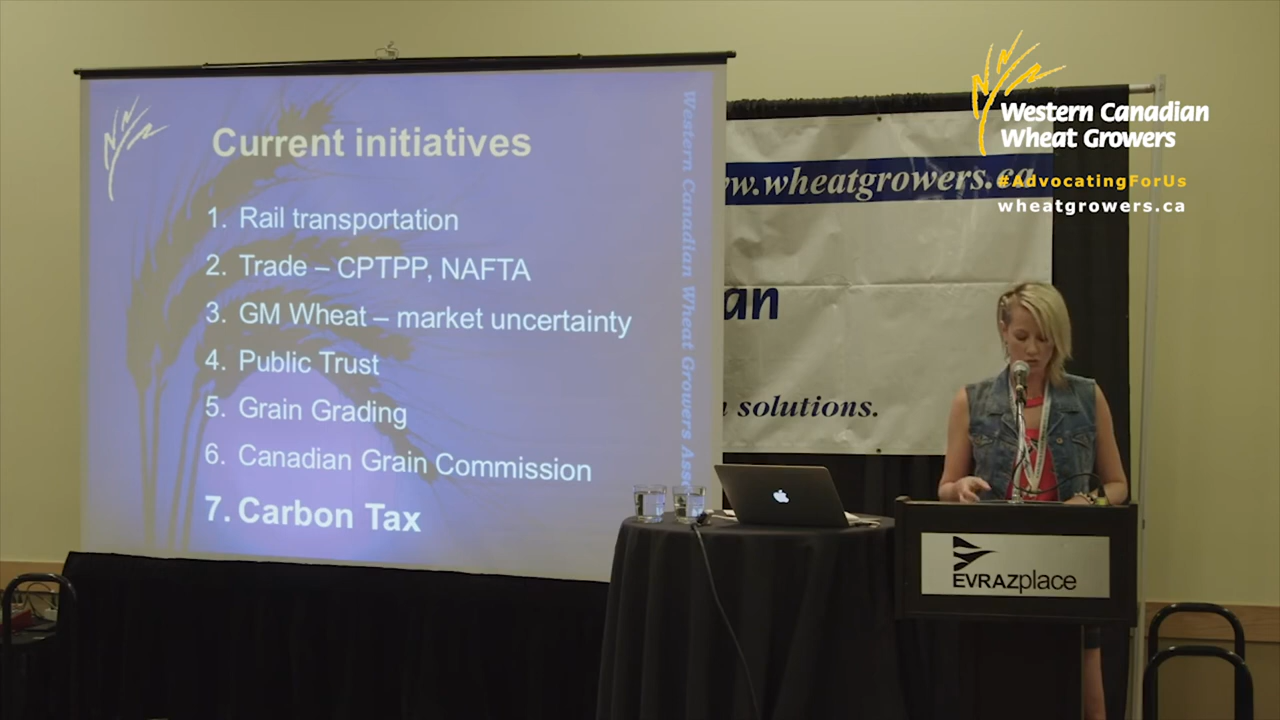 Current initiatives
1. Rail transportation
2. Trade – CPTPP, NAFTA
3. GM Wheat – market uncertainty
4. Public Trust
5. Grain Grading
6. Canadian Grain Commission
7. Carbon Tax
Western Canadian Wheat Growers
Western Canadian
Wheat Growers
#AdvocatingForUs
wheatgrowers.ca
.wheatgrowers.ca
solutions.
EVRAZplace